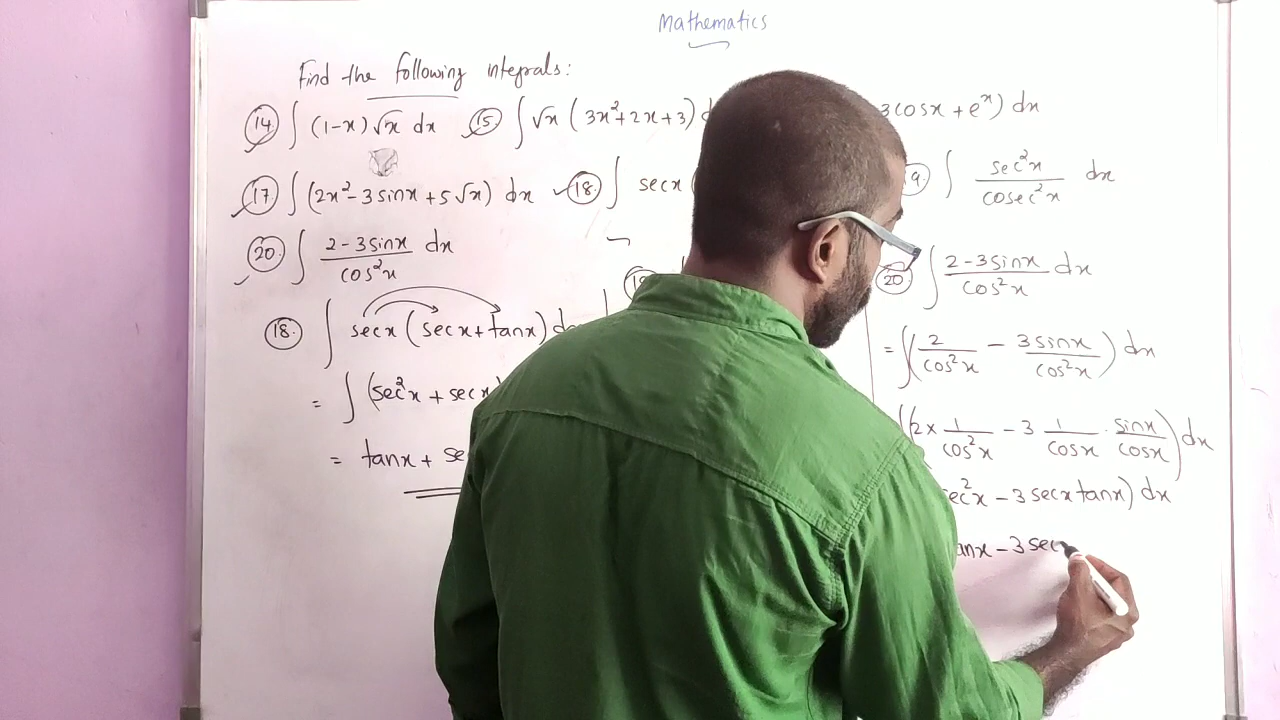 Mathematics
Find the following integrals:
14. ∫ (1-x)√x dx 15. ∫ √x (3x²+2x+3) 3cosx + eˣ) dx
17. ∫ (2x² - 3sinx + 5√x) dx 18. ∫ secx 9. ∫ sec²x/cosec²x dx
20. ∫ (2-3sinx)/cos²x dx
18. ∫ secx (secx + tanx) d
= ∫ (sec²x + secx
= tanx + se
20. ∫ (2-3sinx)/cos²x dx
= ∫ (2/cos²x - 3sinx/cos²x) dx
(2 × 1/cos²x - 3 1/cosx · sinx/cosx) dx
ec²x - 3 secx tanx) dx
anx - 3 sec